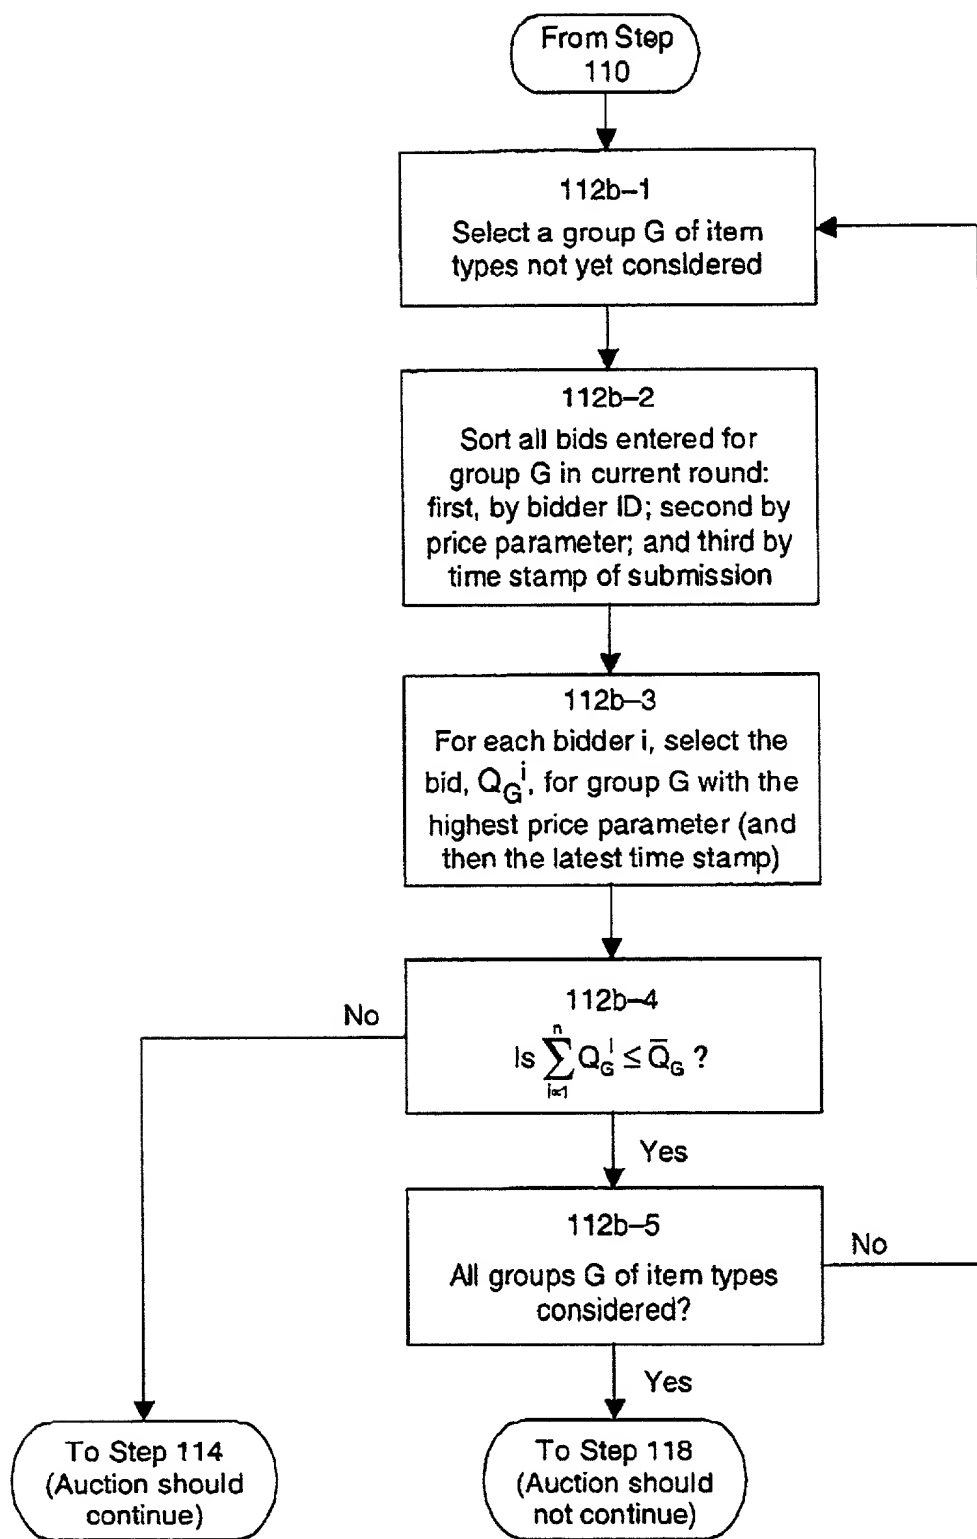 From Step
110
112b–1
Select a group G of item
types not yet considered
112b–2
Sort all bids entered for
group G in current round:
first, by bidder ID; second by
price parameter; and third by
time stamp of submission
112b–3
For each bidder i, select the
bid, Q_G^i, for group G with the
highest price parameter (and
then the latest time stamp)
No
112b–4
Is ∑_{i=1}^{n} Q_G^i ≤ Q̅_G ?
Yes
112b–5
No
All groups G of item types
considered?
Yes
To Step 114
(Auction should
continue)
To Step 118
(Auction should
not continue)